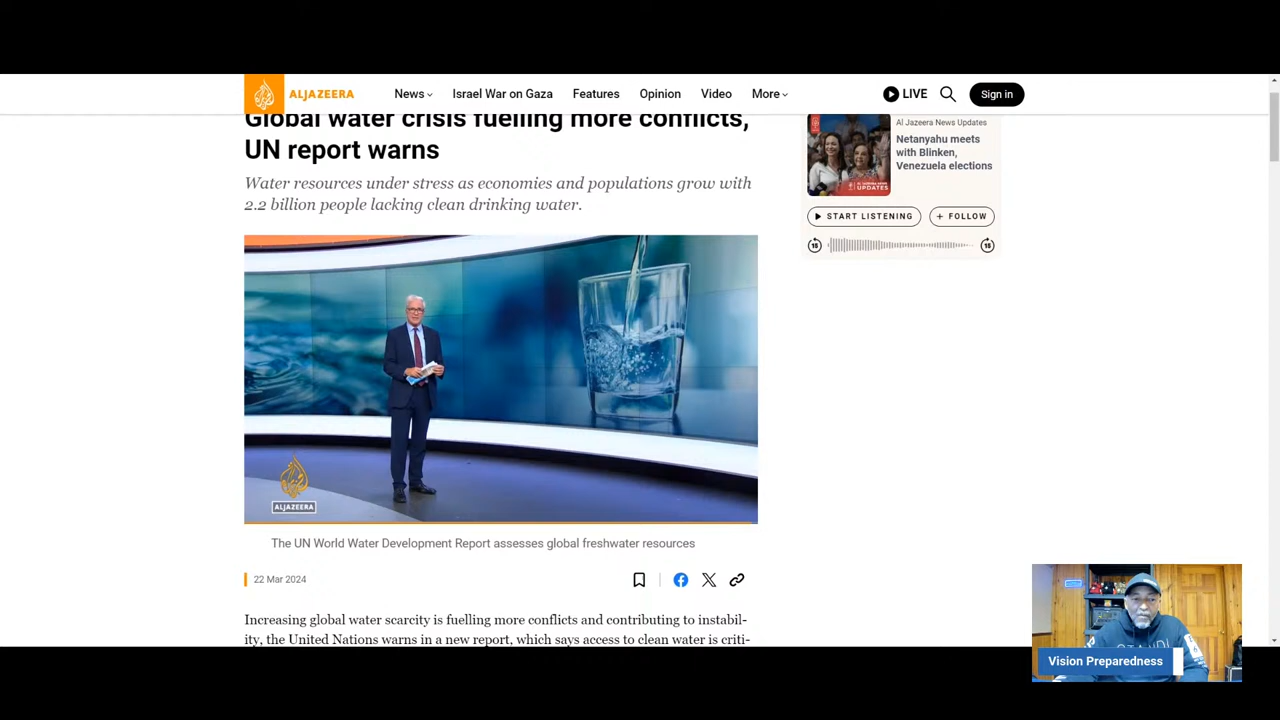 ALJAZEERA
News
Israel War on Gaza
Features
Opinion
Video
More
LIVE
Sign in
Global water crisis fuelling more conflicts,
UN report warns
Water resources under stress as economies and populations grow with
2.2 billion people lacking clean drinking water.
ALJAZEERA
The UN World Water Development Report assesses global freshwater resources
22 Mar 2024
Increasing global water scarcity is fuelling more conflicts and contributing to instabil-
ity, the United Nations warns in a new report, which says access to clean water is criti-
Al Jazeera News Updates
Netanyahu meets
with Blinken,
Venezuela elections
NEWS
UPDATES
START LISTENING
+ FOLLOW
15
15
Vision Preparedness